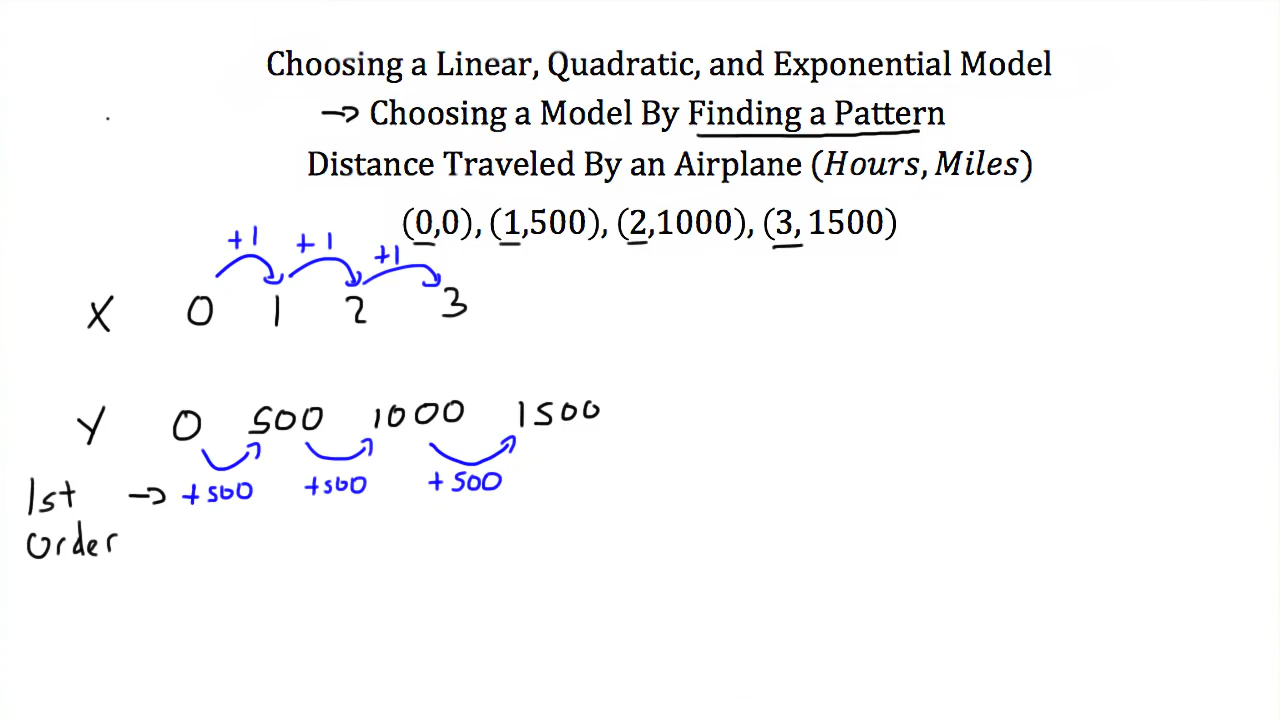 Choosing a Linear, Quadratic, and Exponential Model
→ Choosing a Model By Finding a Pattern
Distance Traveled By an Airplane (Hours, Miles)
(0,0), (1,500), (2,1000), (3, 1500)
+1 +1 +1
X 0 1 2 3
Y 0 500 1000 1500
1st → +500 +500 +500
order